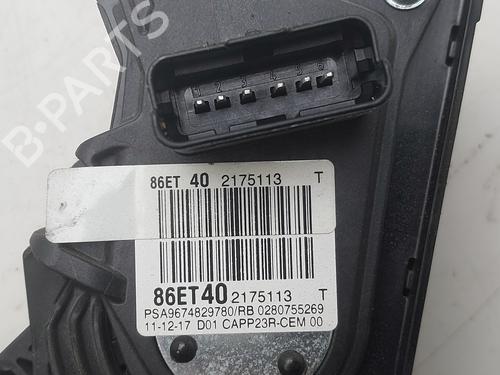 B-PARTS
1 2 3 4 5 6
86ET 40 2175113 T
86ET40 2175113 T
PSA9674829780/RB 0280755269
11-12-17 D01 CAPP23R-CEM 00